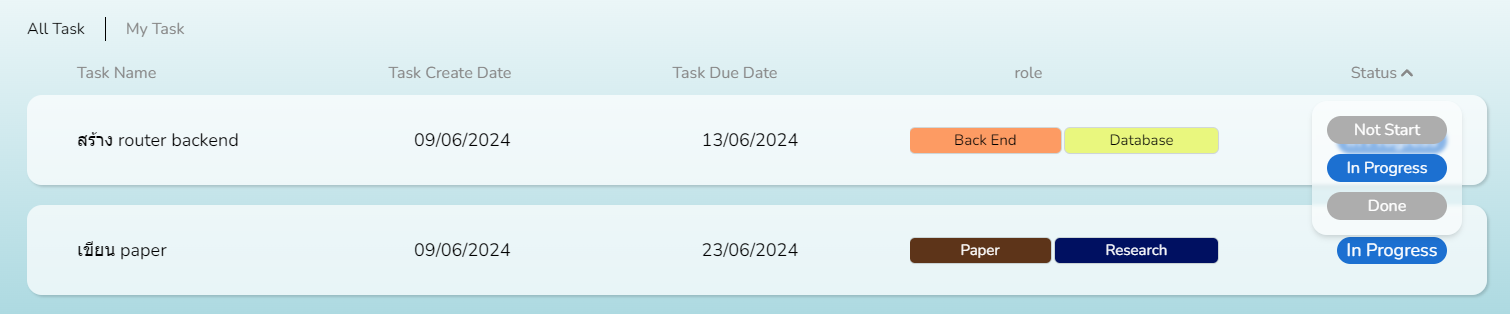 All Task My Task
Task Name Task Create Date Task Due Date role Status
สร้าง router backend 09/06/2024 13/06/2024 Back End Database
Not Start
In Progress
Done
เขียน paper 09/06/2024 23/06/2024 Paper Research In Progress